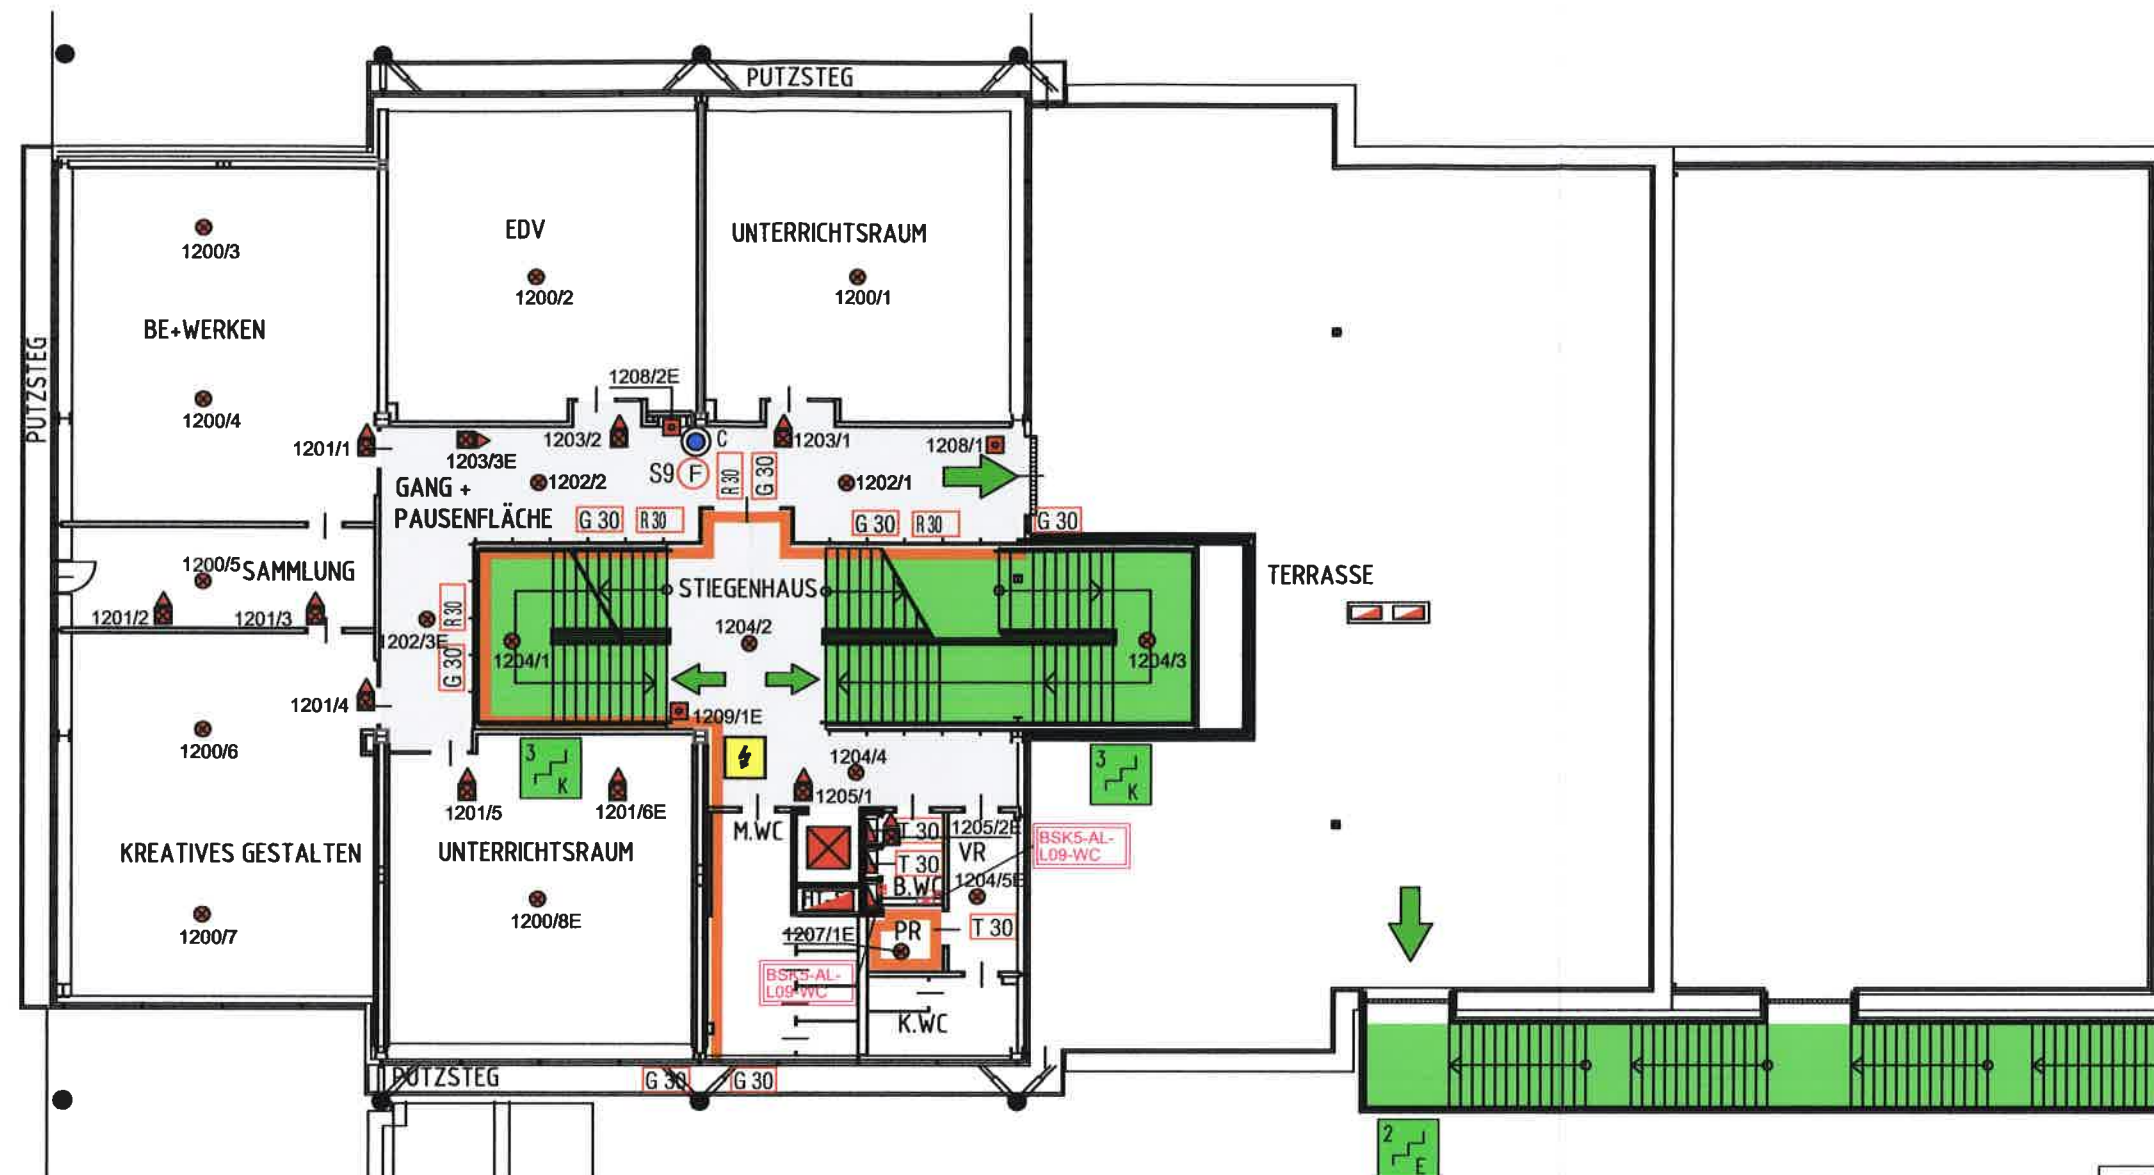 PUTZSTEG
EDV
UNTERRICHTSRAUM
1200/3
1200/2
1200/1
BE+WERKEN
PUTZSTEG
1208/2E
1200/4
1201/1
1203/3E
1203/2
C
1203/1
1208/1
S9
F
R 30
G 30
1202/2
1202/1
GANG +
PAUSENFLÄCHE
G 30
R 30
G 30
R 30
G 30
1200/5
SAMMLUNG
STIEGENHAUS
TERRASSE
1201/2
1201/3
R 30
1202/3E
1204/2
1204/1
1204/3
G 30
1201/4
1209/1E
1200/6
3
K
1204/4
3
K
1201/5
1201/6E
1205/1
M.WC
T 30
1205/2E
BSK5-AL-
L09-WC
KREATIVES GESTALTEN
UNTERRICHTSRAUM
T 30
VR
B.WC
1204/5E
1200/7
1200/8E
1207/1E
PR
T 30
BSK5-AL-
L09-WC
K.WC
PUTZSTEG
G 30
G 30
2
E